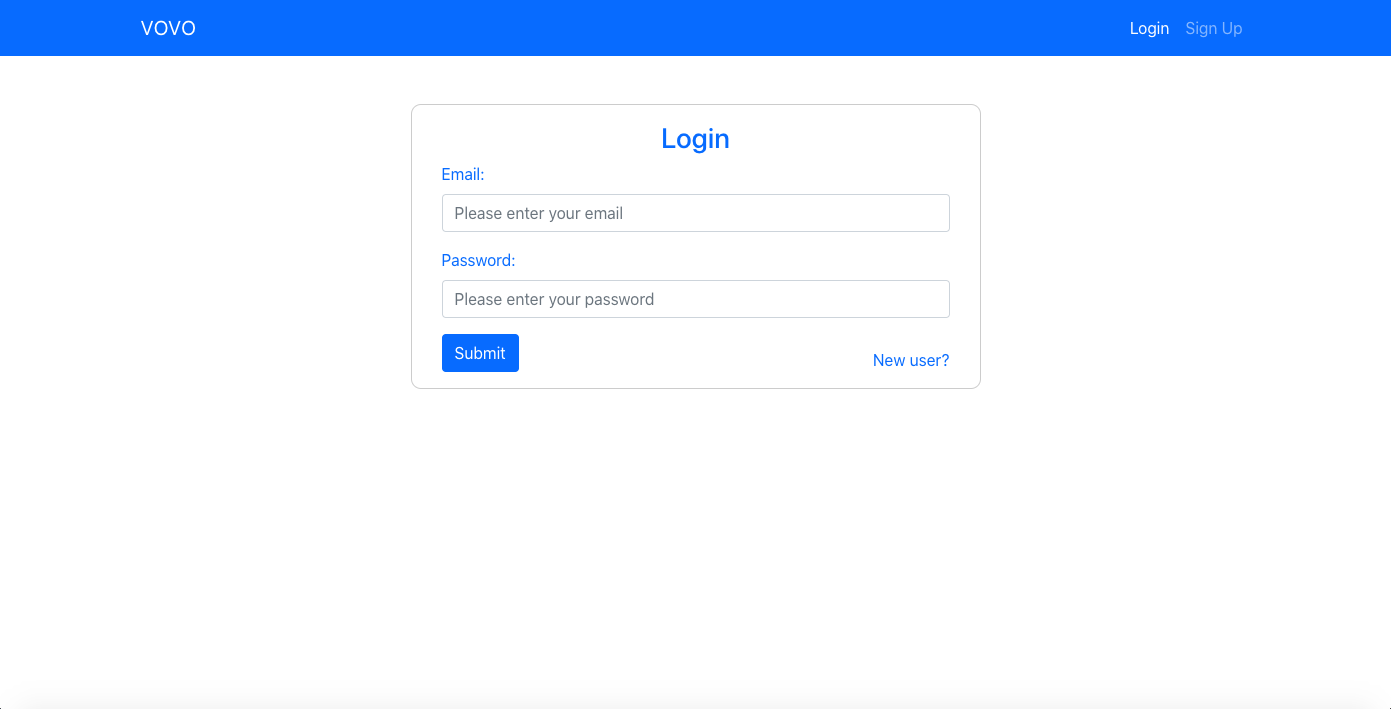 VOVO Login Sign Up
Login
Email:
Please enter your email
Password:
Please enter your password
Submit New user?